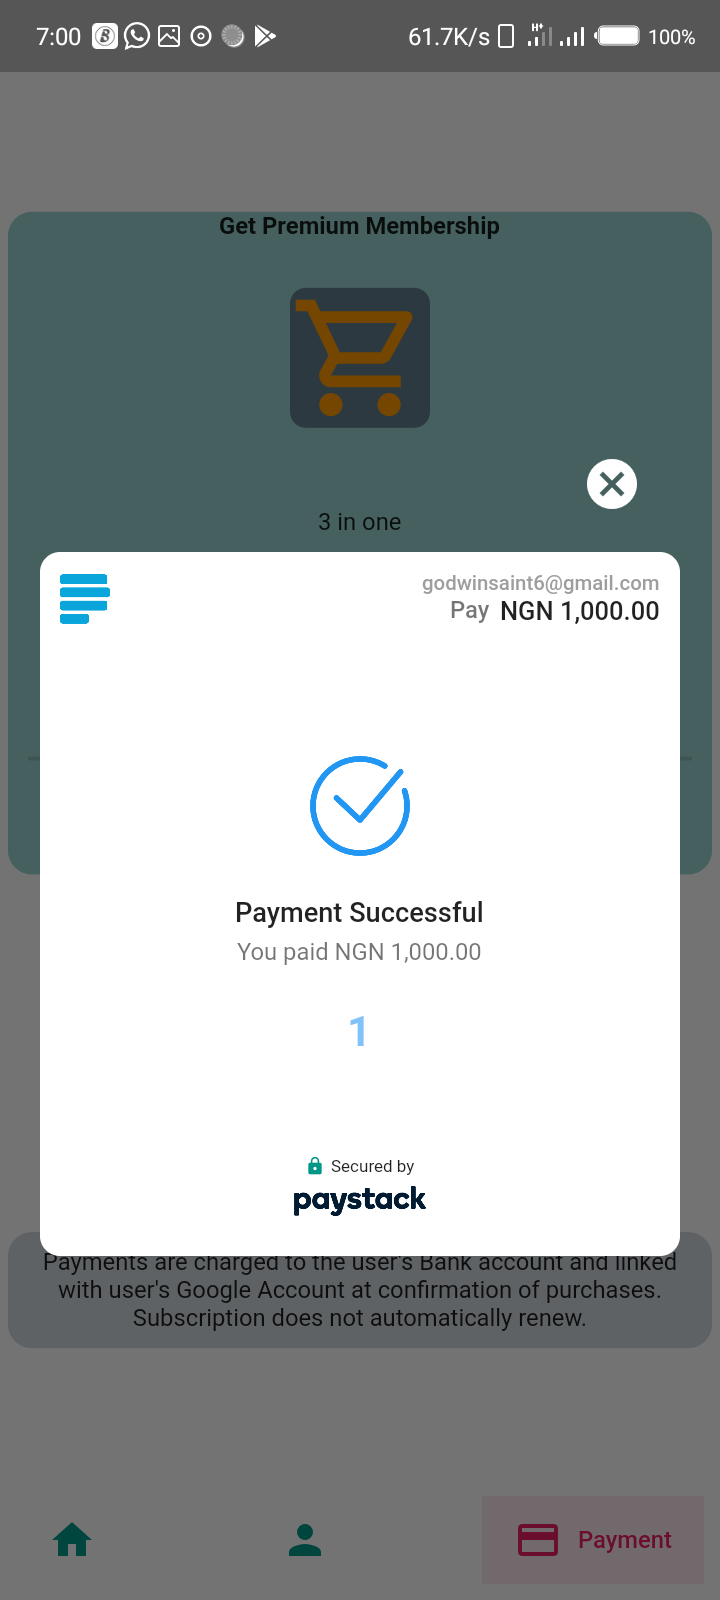 7:00 61.7K/s H+ 100%
Get Premium Membership
3 in one
godwinsaint6@gmail.com
Pay NGN 1,000.00
Payment Successful
You paid NGN 1,000.00
1
Secured by
paystack
Payments are charged to the user's Bank account and linked
with user's Google Account at confirmation of purchases.
Subscription does not automatically renew.
Payment